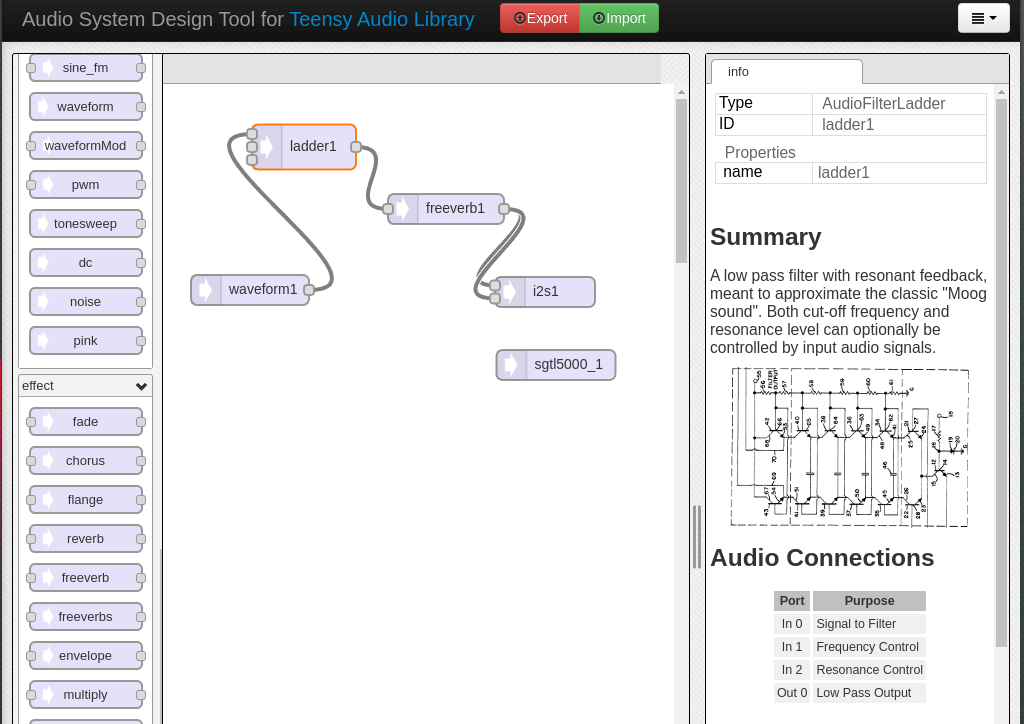 Audio System Design Tool for Teensy Audio Library
Export
Import
sine_fm
waveform
waveformMod
pwm
tonesweep
dc
noise
pink
effect
fade
chorus
flange
reverb
freeverb
freeverbs
envelope
multiply
ladder1
freeverb1
waveform1
i2s1
sgtl5000_1
info
Type AudioFilterLadder
ID ladder1
Properties
name ladder1
Summary
A low pass filter with resonant feedback,
meant to approximate the classic "Moog
sound". Both cut-off frequency and
resonance level can optionally be
controlled by input audio signals.
FILTER
OUTPUT
Audio Connections
Port Purpose
In 0 Signal to Filter
In 1 Frequency Control
In 2 Resonance Control
Out 0 Low Pass Output